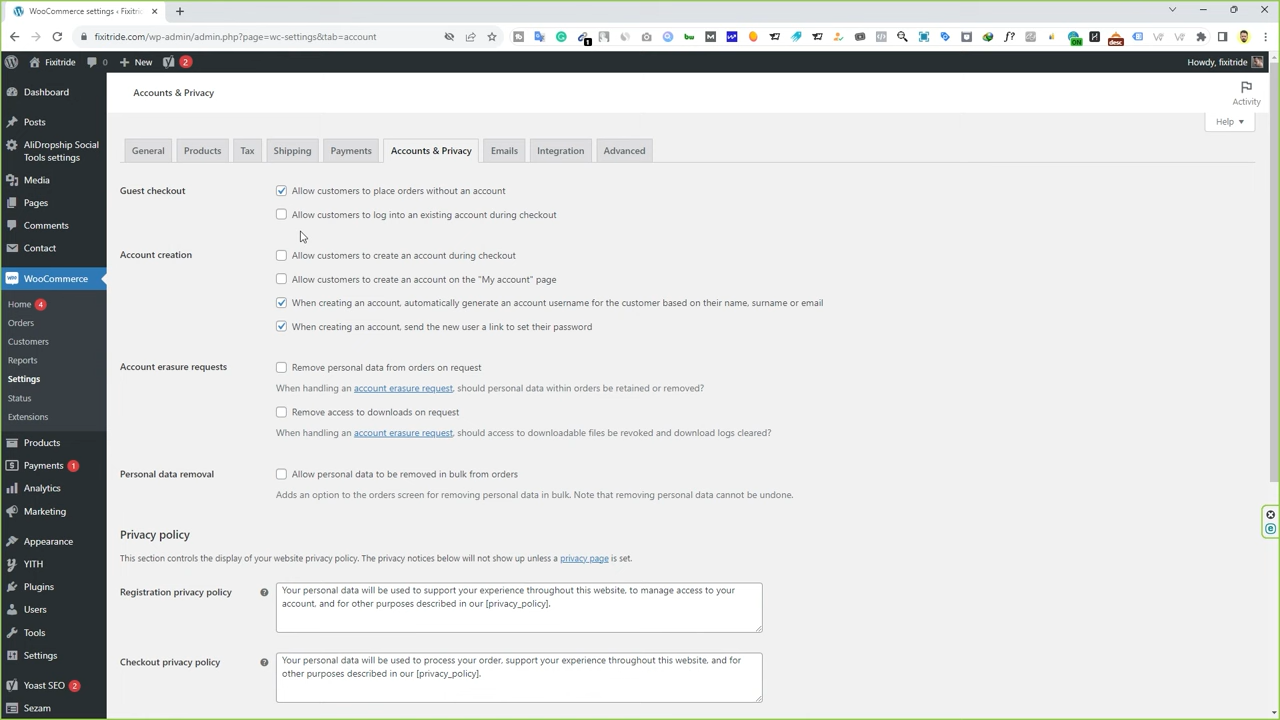 WooCommerce settings ‹ Fixitrid
fixitride.com/wp-admin/admin.php?page=wc-settings&tab=account
1
ON
desc
Fixitride
0
New
2
Howdy, fixitride
Dashboard
Posts
AliDropship Social
Tools settings
Media
Pages
Comments
Contact
WooCommerce
Home 4
Orders
Customers
Reports
Settings
Status
Extensions
Products
Payments 1
Analytics
Marketing
Appearance
YITH
Plugins
Users
Tools
Settings
Yoast SEO 2
Sezam
Accounts & Privacy
Activity
Help
General
Products
Tax
Shipping
Payments
Accounts & Privacy
Emails
Integration
Advanced
Guest checkout
Allow customers to place orders without an account
Allow customers to log into an existing account during checkout
Account creation
Allow customers to create an account during checkout
Allow customers to create an account on the "My account" page
When creating an account, automatically generate an account username for the customer based on their name, surname or email
When creating an account, send the new user a link to set their password
Account erasure requests
Remove personal data from orders on request
When handling an account erasure request, should personal data within orders be retained or removed?
Remove access to downloads on request
When handling an account erasure request, should access to downloadable files be revoked and download logs cleared?
Personal data removal
Allow personal data to be removed in bulk from orders
Adds an option to the orders screen for removing personal data in bulk. Note that removing personal data cannot be undone.
Privacy policy
This section controls the display of your website privacy policy. The privacy notices below will not show up unless a privacy page is set.
Registration privacy policy
Your personal data will be used to support your experience throughout this website, to manage access to your
account, and for other purposes described in our [privacy_policy].
Checkout privacy policy
Your personal data will be used to process your order, support your experience throughout this website, and for
other purposes described in our [privacy_policy].